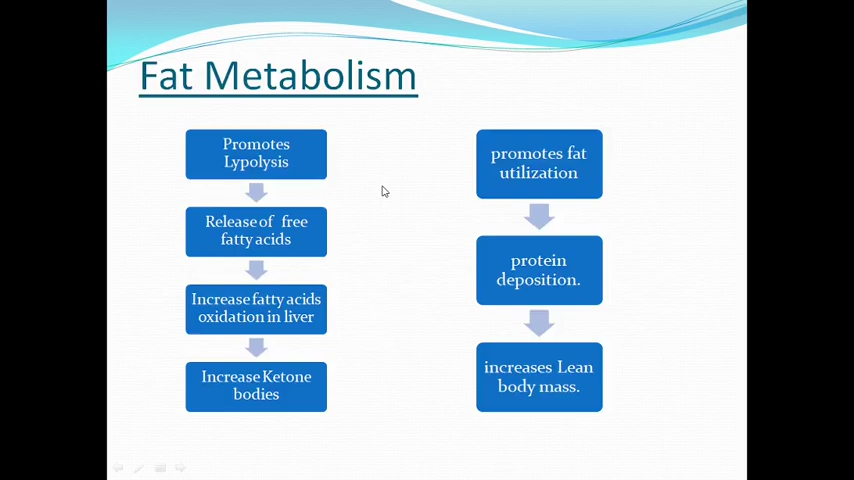 Fat Metabolism
Promotes
Lypolysis
Release of free
fatty acids
Increase fatty acids
oxidation in liver
Increase Ketone
bodies
promotes fat
utilization
protein
deposition.
increases Lean
body mass.